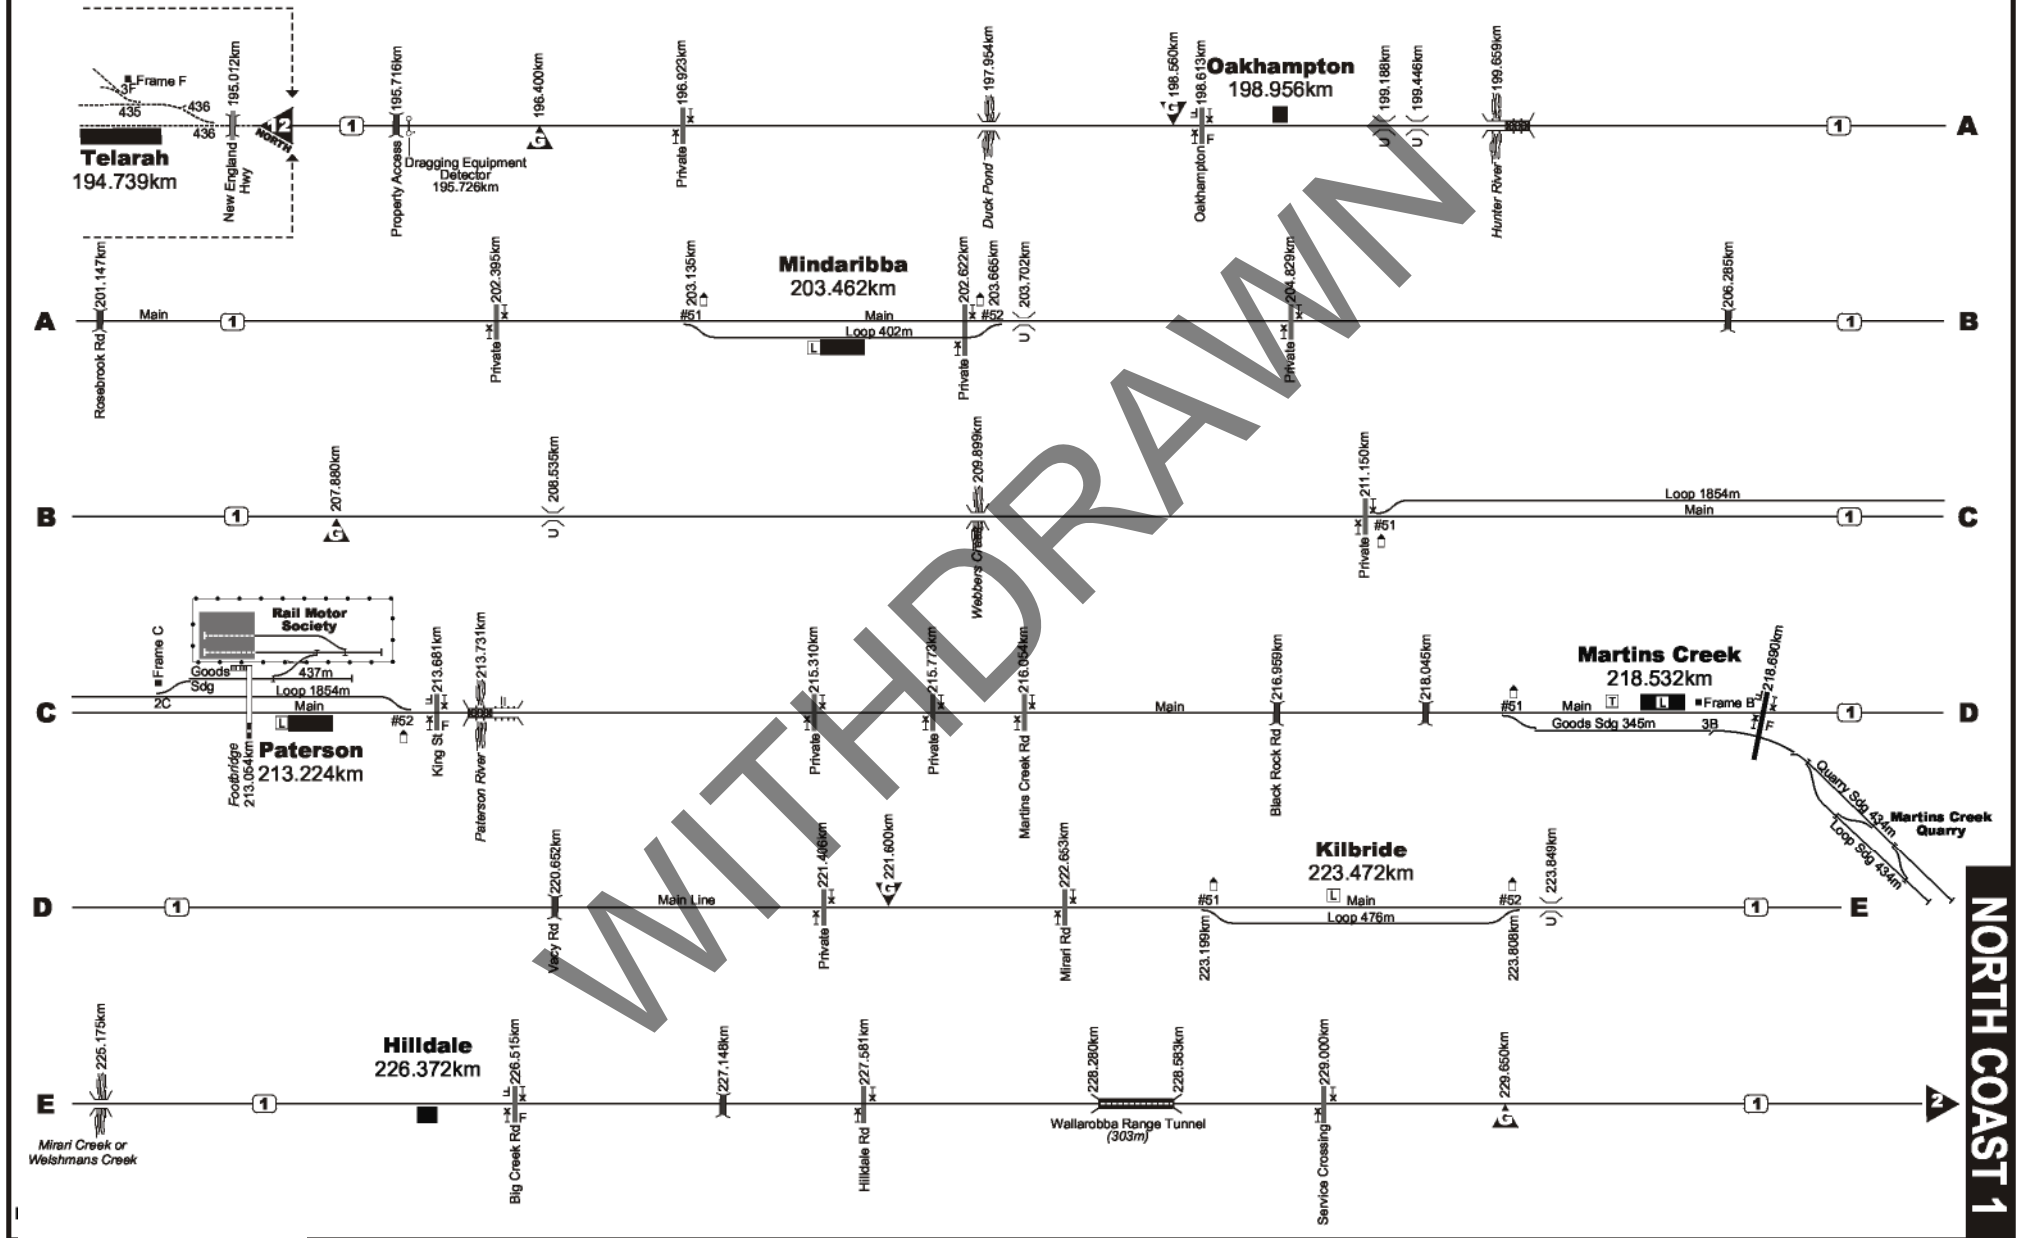 Frame F
3F
435
436
436
Telarah
194.739km
195.012km
New England
Hwy
12
NORTH
1
195.716km
Property Access
Dragging Equipment
Detector
195.726km
196.400km
G
196.923km
Private
197.954km
Duck Pond
198.560km
G
198.613km
F
F
Oakhampton
Oakhampton
198.956km
199.188km
U
199.446km
U
199.659km
Hunter River
1
A
A
201.147km
Rosebrook Rd
Main
1
202.395km
Private
203.135km
#51
Mindaribba
203.462km
Main
Loop 402m
L
202.622km
Private
203.665km
#52
203.702km
U
204.829km
Private
206.285km
1
B
B
1
207.880km
G
208.535km
U
209.899km
Webbers Creek
211.150km
Private
#51
Loop 1854m
Main
1
C
Frame C
Rail Motor
Society
Goods
Sdg
437m
2C
Loop 1854m
C
Main
L
Footbridge
213.054km
Paterson
213.224km
#52
213.681km
F
F
King St
213.731km
Paterson River
215.310km
Private
215.773km
Private
216.054km
Martins Creek Rd
Main
216.959km
Black Rock Rd
218.045km
#51
Martins Creek
218.532km
Main
T
L
Frame B
Goods Sdg 345m
3B
218.690km
F
F
1
D
Quarry Sdg 434m
Loop Sdg 434m
Martins Creek
Quarry
D
1
220.652km
Vacy Rd
Main Line
221.406km
Private
221.600km
G
222.653km
Mirari Rd
#51
223.199km
Kilbride
223.472km
L
Main
Loop 476m
#52
223.808km
223.849km
U
1
E
225.175km
E
Mirari Creek or
Welshmans Creek
1
Hilldale
226.372km
226.515km
F
F
Big Creek Rd
227.148km
227.581km
Hilldale Rd
228.280km
228.583km
Wallarobba Range Tunnel
(303m)
229.000km
Service Crossing
229.650km
G
1
2
NORTH COAST 1
WITHDRAWN